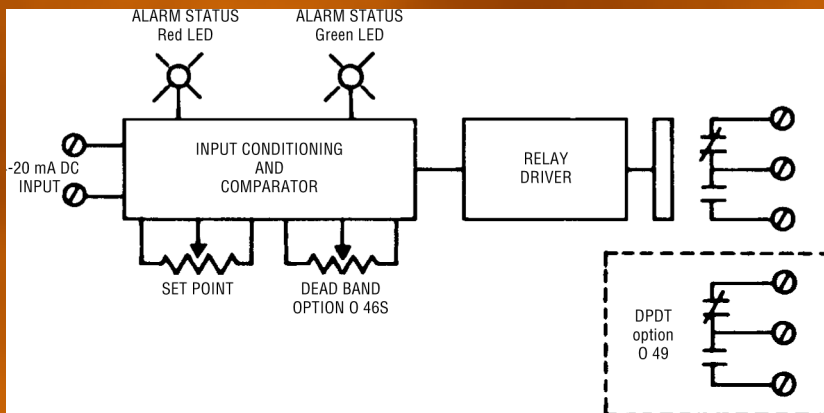 ALARM STATUS
Red LED
ALARM STATUS
Green LED
-20 mA DC
INPUT
INPUT CONDITIONING
AND
COMPARATOR
RELAY
DRIVER
SET POINT
DEAD BAND
OPTION O 46S
DPDT
option
O 49